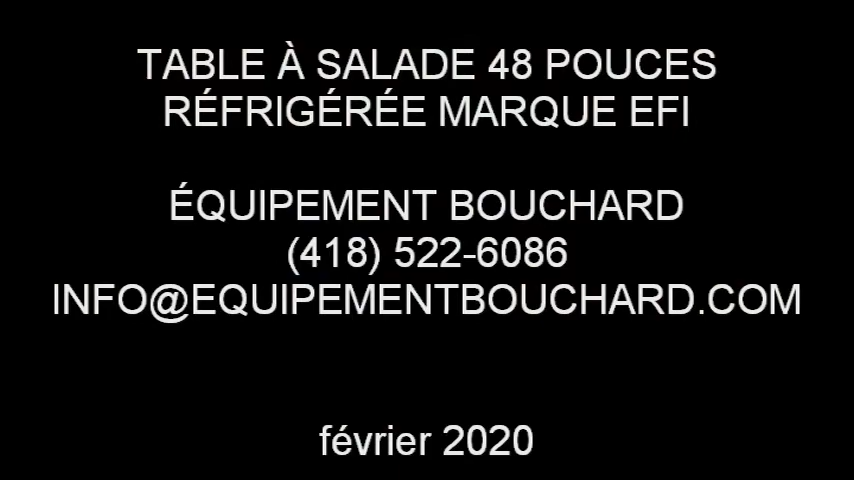 TABLE À SALADE 48 POUCES
RÉFRIGÉRÉE MARQUE EFI
ÉQUIPEMENT BOUCHARD
(418) 522-6086
INFO@EQUIPEMENTBOUCHARD.COM
février 2020